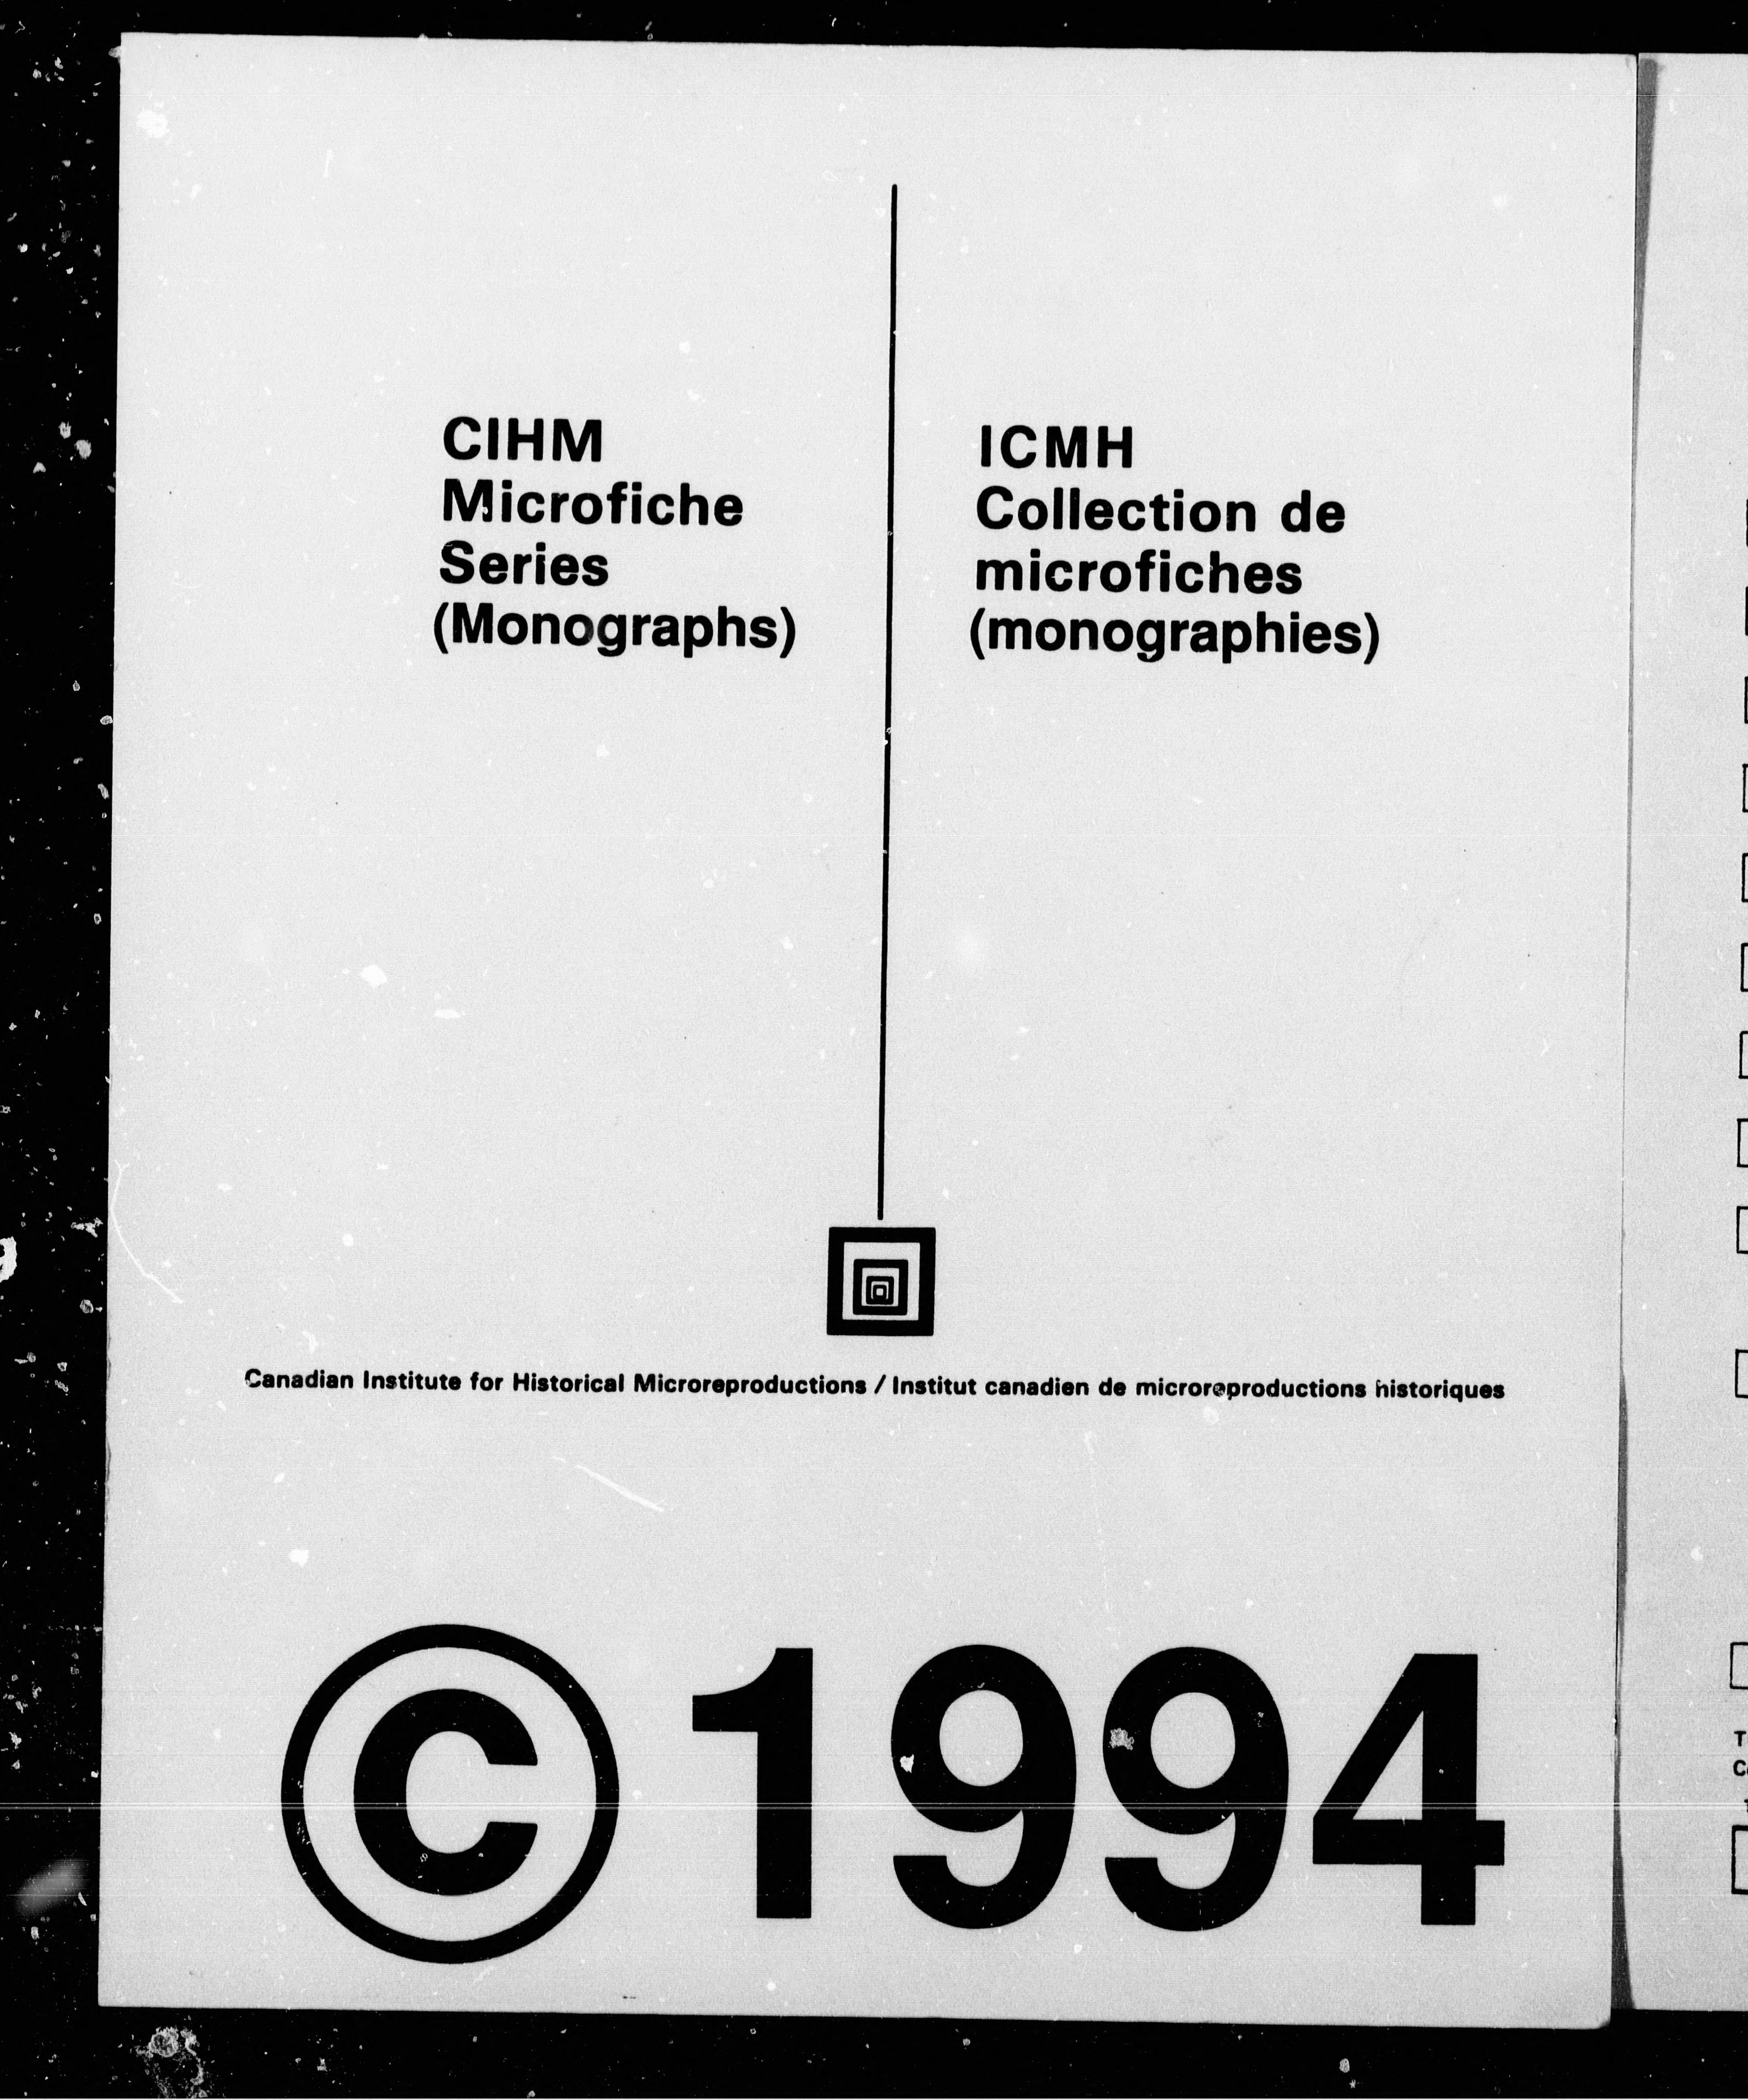 CIHM
Microfiche
Series
(Monographs)
ICMH
Collection de
microfiches
(monographies)
Canadian Institute for Historical Microreproductions / Institut canadien de microreproductions historiques
© 1994